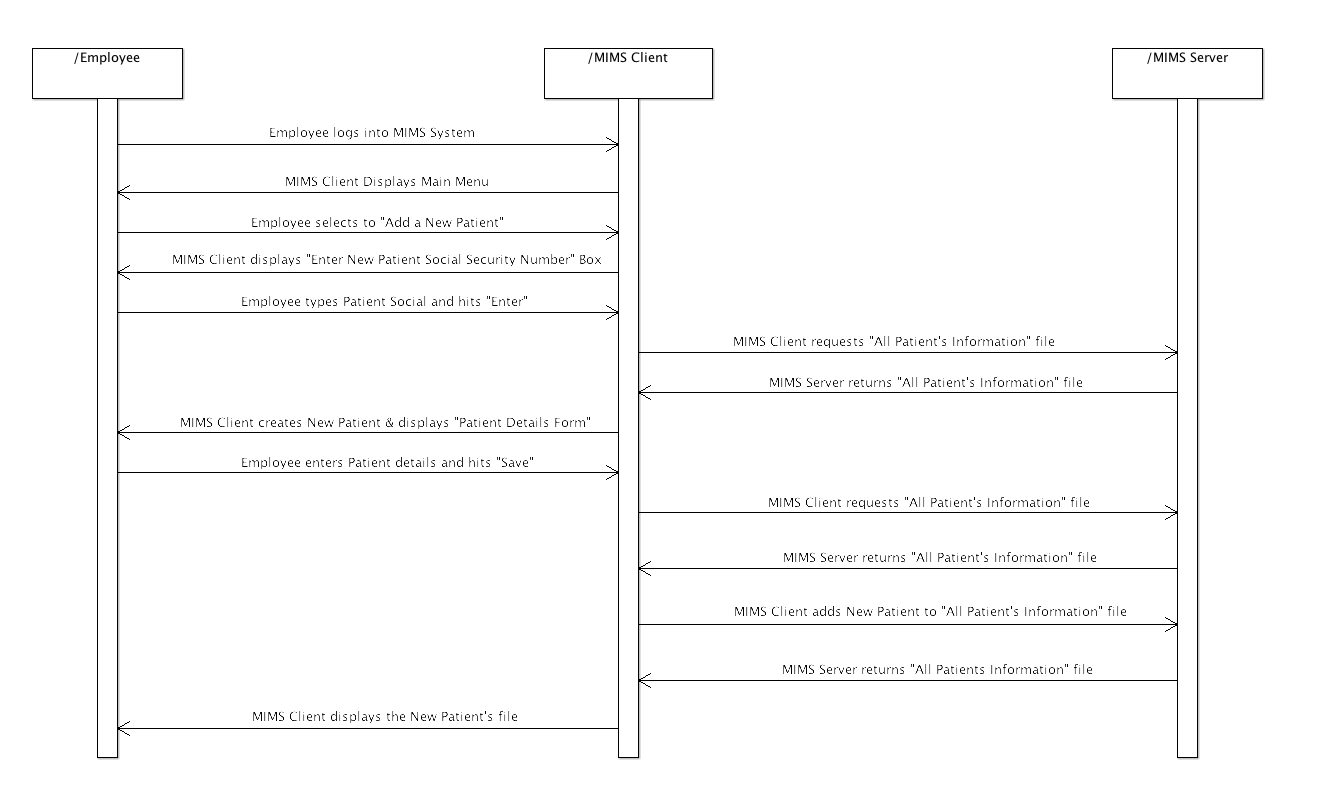 /Employee
/MIMS Client
/MIMS Server
Employee logs into MIMS System
MIMS Client Displays Main Menu
Employee selects to "Add a New Patient"
MIMS Client displays "Enter New Patient Social Security Number" Box
Employee types Patient Social and hits "Enter"
MIMS Client requests "All Patient's Information" file
MIMS Server returns "All Patient's Information" file
MIMS Client creates New Patient & displays "Patient Details Form"
Employee enters Patient details and hits "Save"
MIMS Client requests "All Patient's Information" file
MIMS Server returns "All Patient's Information" file
MIMS Client adds New Patient to "All Patient's Information" file
MIMS Server returns "All Patients Information" file
MIMS Client displays the New Patient's file